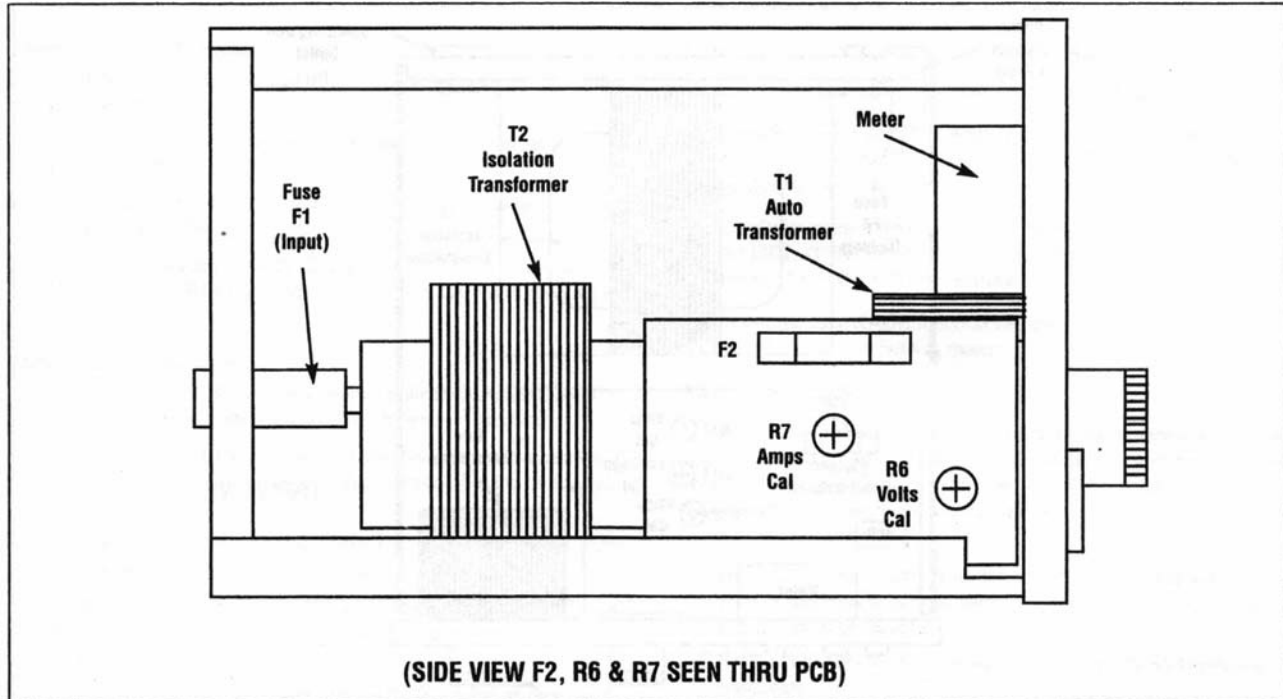 Meter
T2
Isolation
Transformer
T1
Auto
Transformer
Fuse
F1
(Input)
F2
R7
Amps
Cal
R6
Volts
Cal
(SIDE VIEW F2, R6 & R7 SEEN THRU PCB)